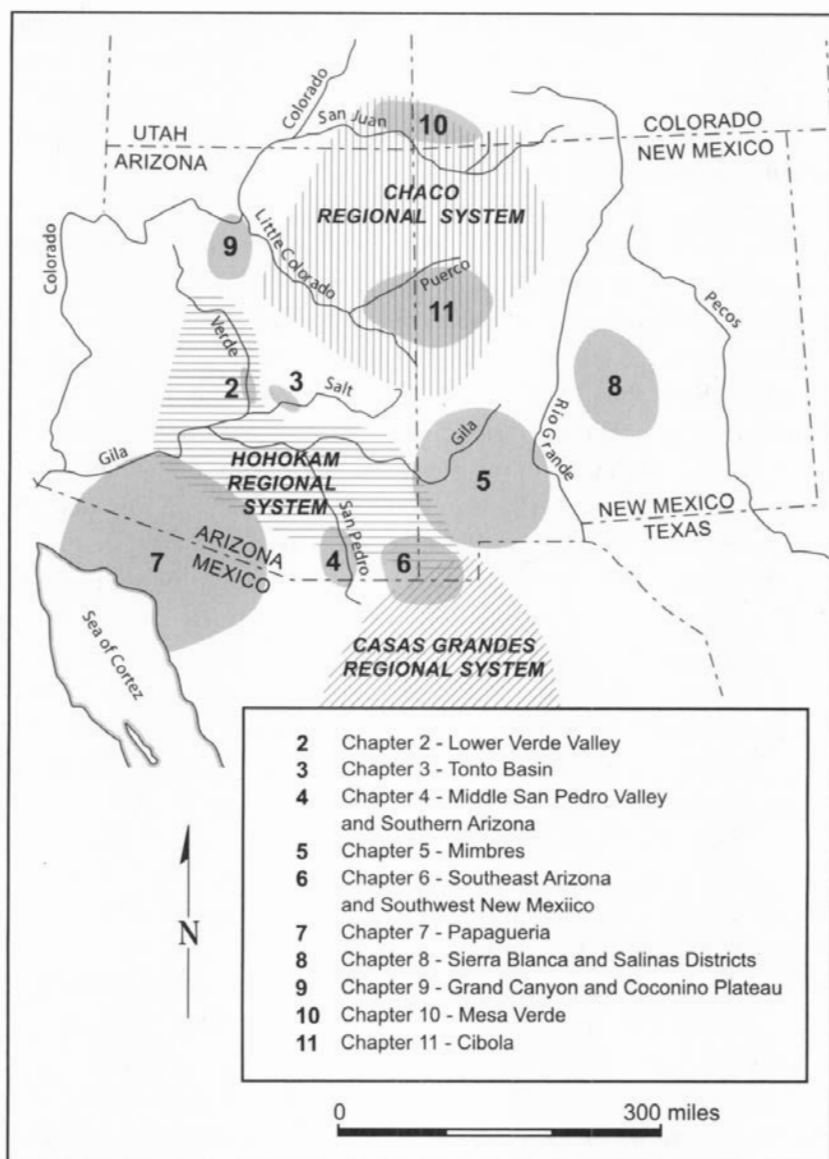 Colorado
San Juan
10
UTAH
COLORADO
ARIZONA
NEW MEXICO
CHACO
REGIONAL SYSTEM
9
Little Colorado
Colorado
Puerco
11
Pecos
Verde
2
3
Salt
8
Gila
Gila
Rio Grande
5
HOHOKAM
REGIONAL
SYSTEM
San Pedro
NEW MEXICO
TEXAS
ARIZONA
MEXICO
7
4
6
Sea of Cortez
CASAS GRANDES
REGIONAL SYSTEM
2 Chapter 2 - Lower Verde Valley
3 Chapter 3 - Tonto Basin
4 Chapter 4 - Middle San Pedro Valley
and Southern Arizona
5 Chapter 5 - Mimbres
6 Chapter 6 - Southeast Arizona
and Southwest New Mexiico
7 Chapter 7 - Papagueria
8 Chapter 8 - Sierra Blanca and Salinas Districts
9 Chapter 9 - Grand Canyon and Coconino Plateau
10 Chapter 10 - Mesa Verde
11 Chapter 11 - Cibola
N
0 300 miles